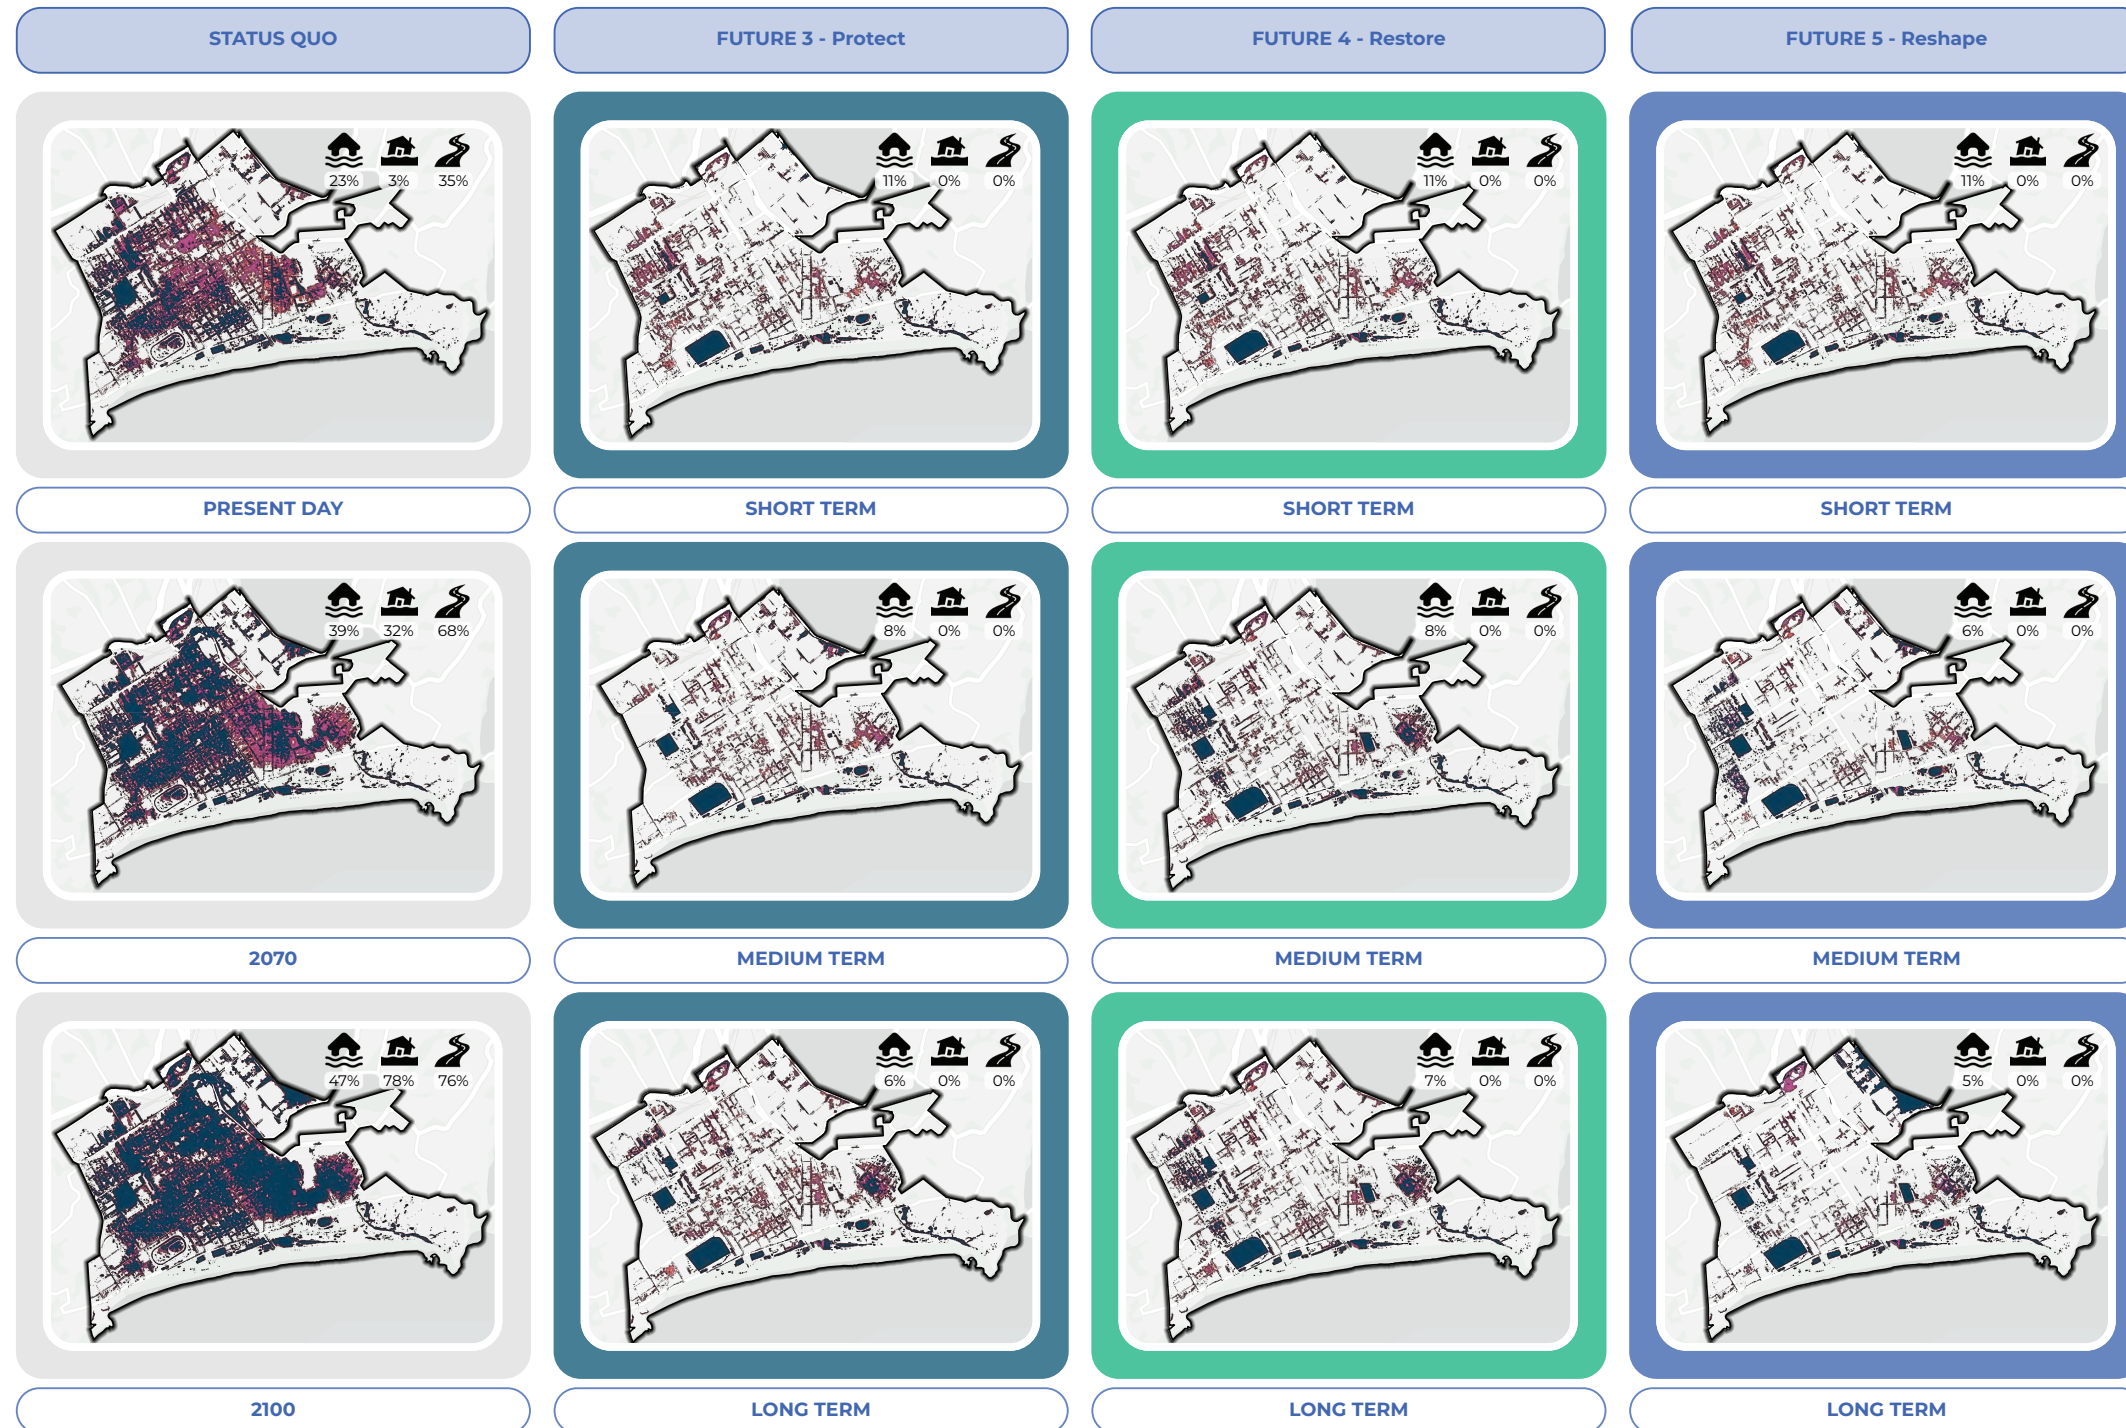 STATUS QUO
FUTURE 3 - Protect
FUTURE 4 - Restore
FUTURE 5 - Reshape
23% 3% 35%
11% 0% 0%
11% 0% 0%
11% 0% 0%
PRESENT DAY
SHORT TERM
SHORT TERM
SHORT TERM
39% 32% 68%
8% 0% 0%
8% 0% 0%
6% 0% 0%
2070
MEDIUM TERM
MEDIUM TERM
MEDIUM TERM
47% 78% 76%
6% 0% 0%
7% 0% 0%
5% 0% 0%
2100
LONG TERM
LONG TERM
LONG TERM